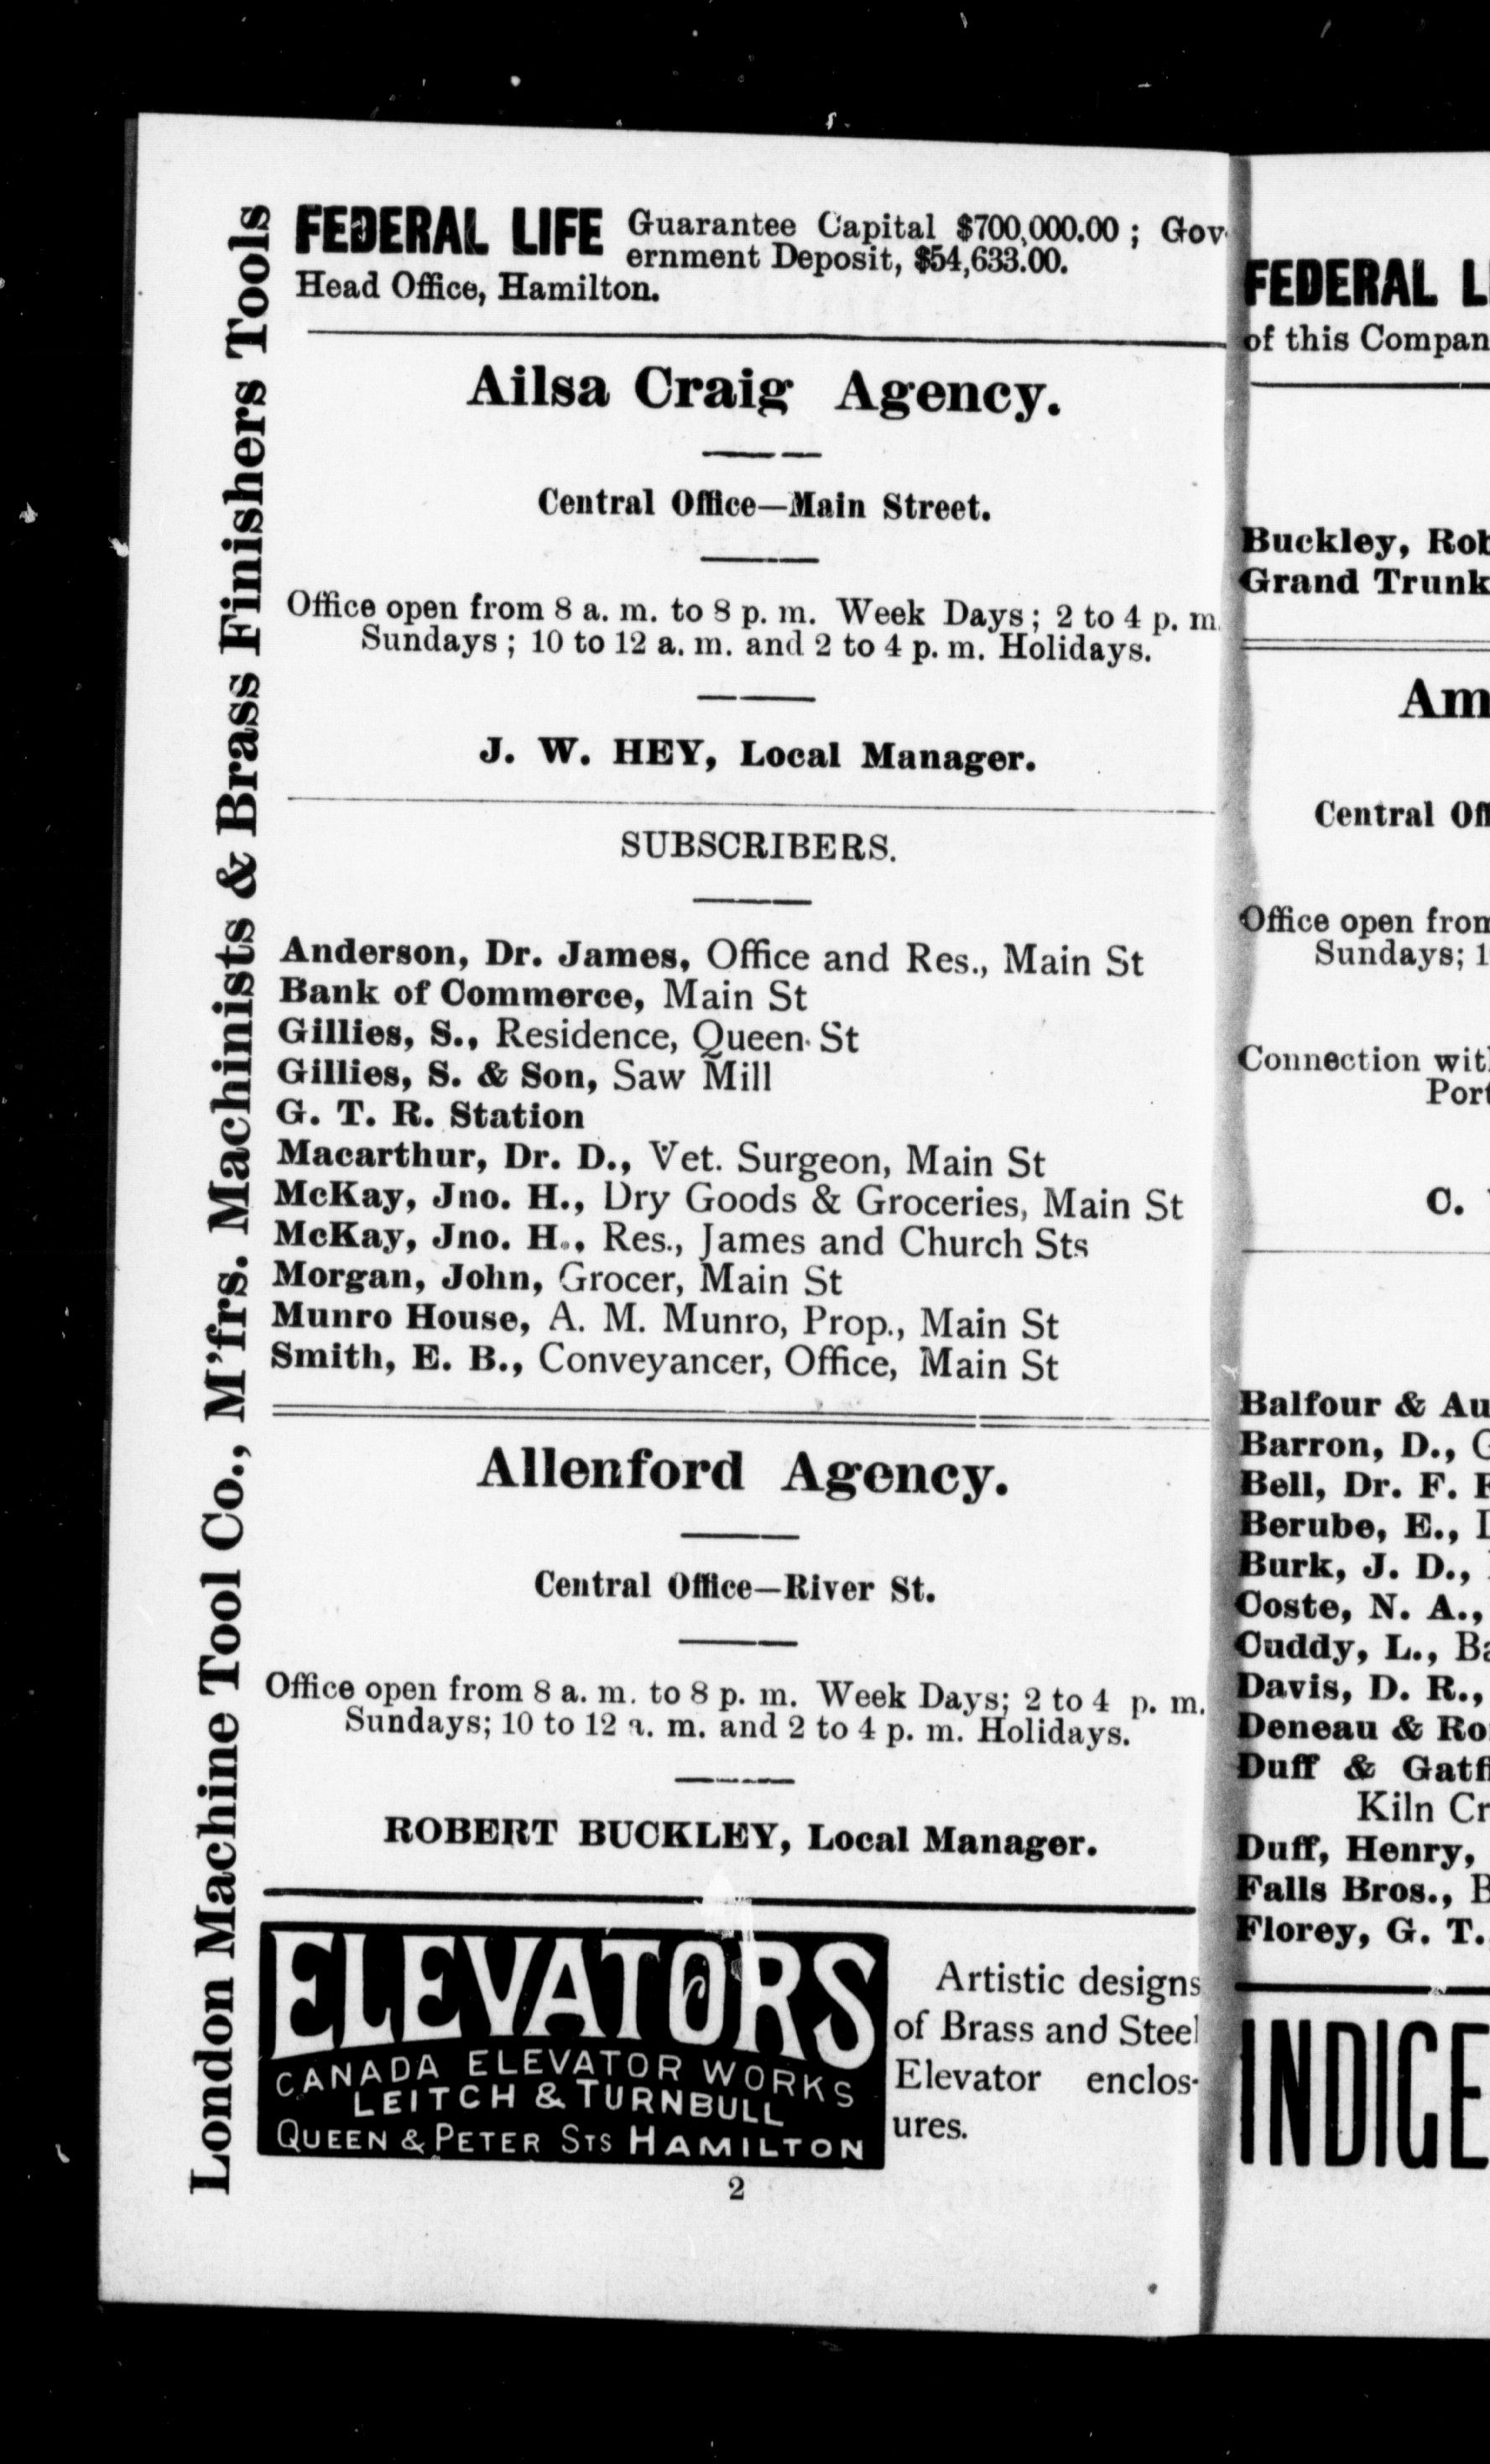 FEDERAL LIFE Guarantee Capital $700,000.00 ; Gov-
ernment Deposit, $54,633.00.
Head Office, Hamilton.
London Machine Tool Co., M'frs. Machinists & Brass Finishers Tools
Ailsa Craig Agency.
Central Office—Main Street.
Office open from 8 a. m. to 8 p. m. Week Days ; 2 to 4 p. m.
Sundays ; 10 to 12 a. m. and 2 to 4 p. m. Holidays.
J. W. HEY, Local Manager.
SUBSCRIBERS.
Anderson, Dr. James, Office and Res., Main St
Bank of Commerce, Main St
Gillies, S., Residence, Queen St
Gillies, S. & Son, Saw Mill
G. T. R. Station
Macarthur, Dr. D., Vet. Surgeon, Main St
McKay, Jno. H., Dry Goods & Groceries, Main St
McKay, Jno. H., Res., James and Church Sts
Morgan, John, Grocer, Main St
Munro House, A. M. Munro, Prop., Main St
Smith, E. B., Conveyancer, Office, Main St
Allenford Agency.
Central Office—River St.
Office open from 8 a. m. to 8 p. m. Week Days; 2 to 4 p. m.
Sundays; 10 to 12 a. m. and 2 to 4 p. m. Holidays.
ROBERT BUCKLEY, Local Manager.
ELEVATORS
CANADA ELEVATOR WORKS
LEITCH & TURNBULL
QUEEN & PETER STS HAMILTON
Artistic designs
of Brass and Steel
Elevator enclos-
ures.
2
FEDERAL
of this
Buckley,
Grand Trunk
Central
Office open from
Sundays;
Connection
C.
Balfour &
Barron, D.,
Bell, Dr. F.
Berube, E.,
Burk, J. D.,
Coste, N. A.,
Cuddy, L.,
Davis, D. R.,
Deneau &
Duff &
Kiln
Duff, Henry,
Falls Bros.,
Florey, G. T.